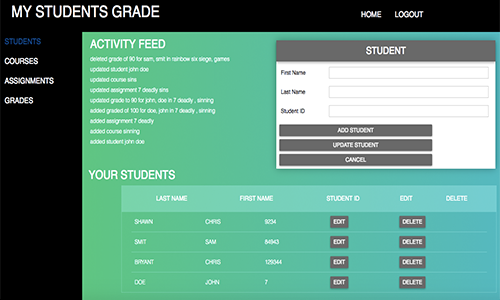 MY STUDENTS GRADE
HOME LOGOUT
STUDENTS
COURSES
ASSIGNMENTS
GRADES
ACTIVITY FEED
deleted grade of 90 for sam, smit in rainbow six siege, games
updated student john doe
updated course sins
updated assignment 7 deadly sins
updated grade to 90 for john, doe in 7 deadly , sinning
added graded of 100 for doe, john in 7 deadly , sinning
added assignment 7 deadly
added course sinning
added student john doe
STUDENT
First Name
Last Name
Student ID
ADD STUDENT
UPDATE STUDENT
CANCEL
YOUR STUDENTS
LAST NAME FIRST NAME STUDENT ID EDIT DELETE
SHAWN CHRIS 9234 EDIT DELETE
SMIT SAM 84943 EDIT DELETE
BRYANT CHRIS 129344 EDIT DELETE
DOE JOHN 7 EDIT DELETE